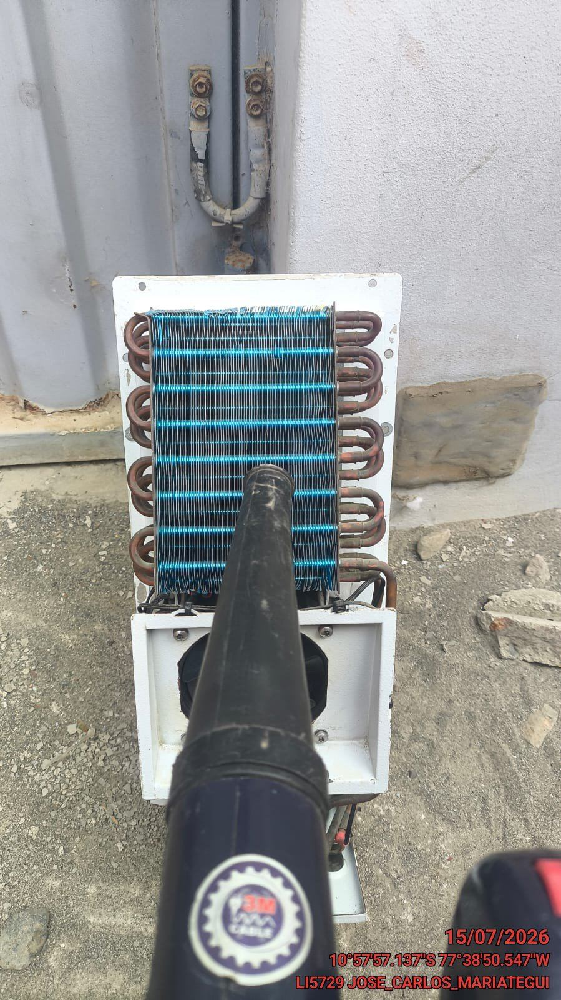 3M
CABLE
15/07/2026
10°57'57.137"S 77°38'50.547"W
LI5729 JOSE_CARLOS_MARIATEGUI